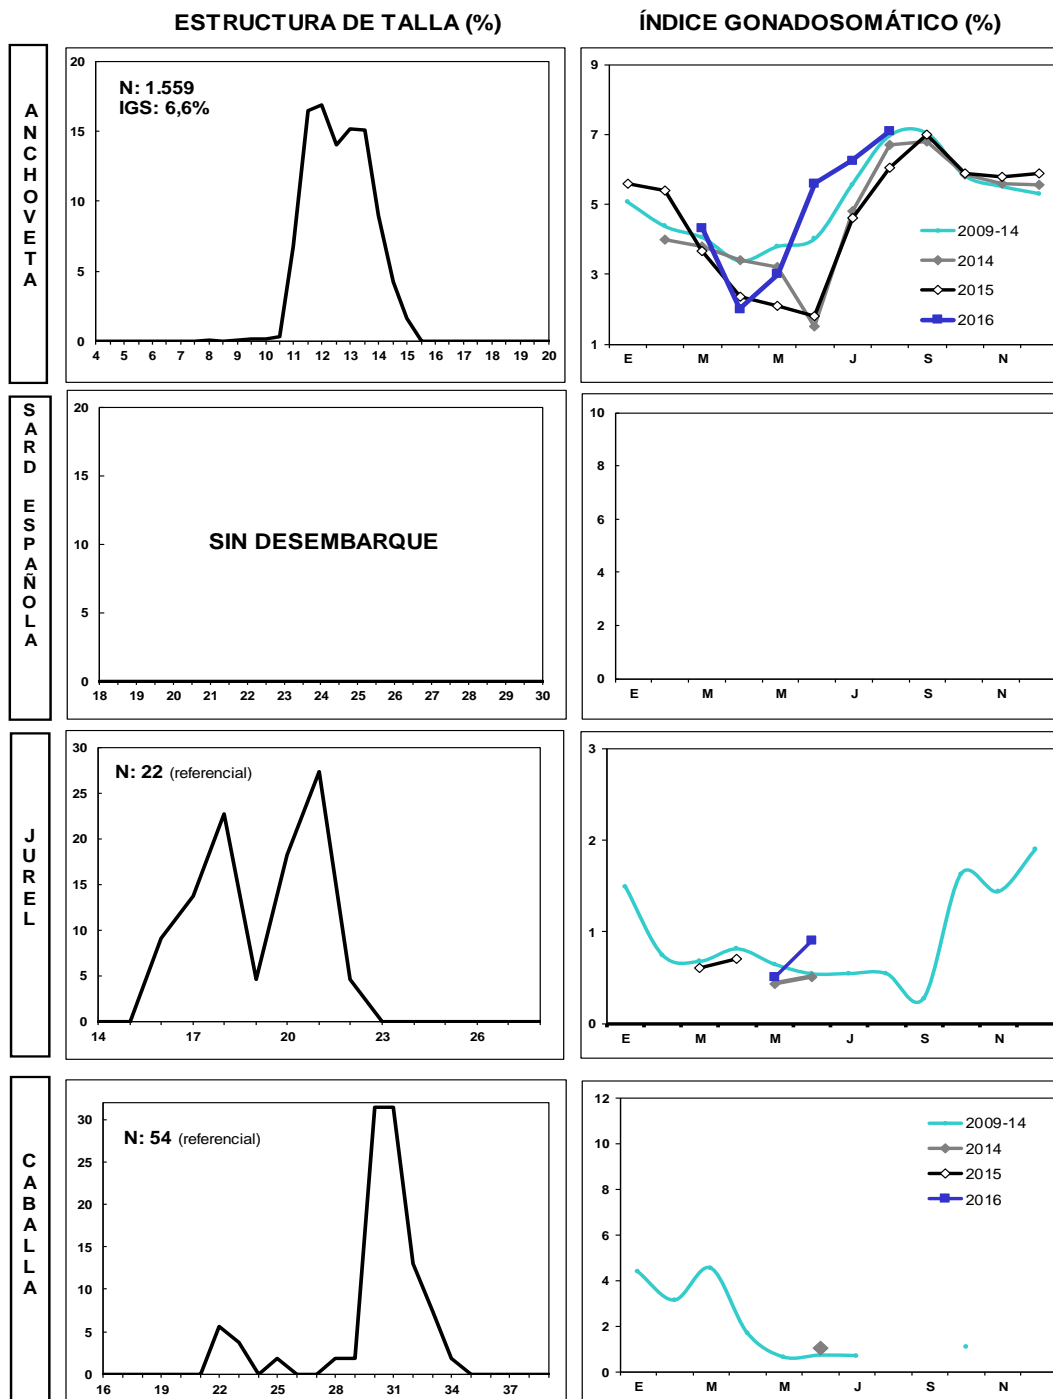 ESTRUCTURA DE TALLA (%)
ÍNDICE GONADOSOMÁTICO (%)
ANCHOVETA
N: 1.559
IGS: 6,6%
20
15
10
5
0
4 5 6 7 8 9 10 11 12 13 14 15 16 17 18 19 20
9
7
5
3
1
E M M J S N
2009-14
2014
2015
2016
SARD ESPAÑOLA
20
15
10
5
0
SIN DESEMBARQUE
18 19 20 21 22 23 24 25 26 27 28 29 30
10
8
6
4
2
0
E M M J S N
JUREL
N: 22 (referencial)
30
25
20
15
10
5
0
14 17 20 23 26
3
2
1
0
E M M J S N
CABALLA
N: 54 (referencial)
30
25
20
15
10
5
0
16 19 22 25 28 31 34 37
12
10
8
6
4
2
0
E M M J S N
2009-14
2014
2015
2016